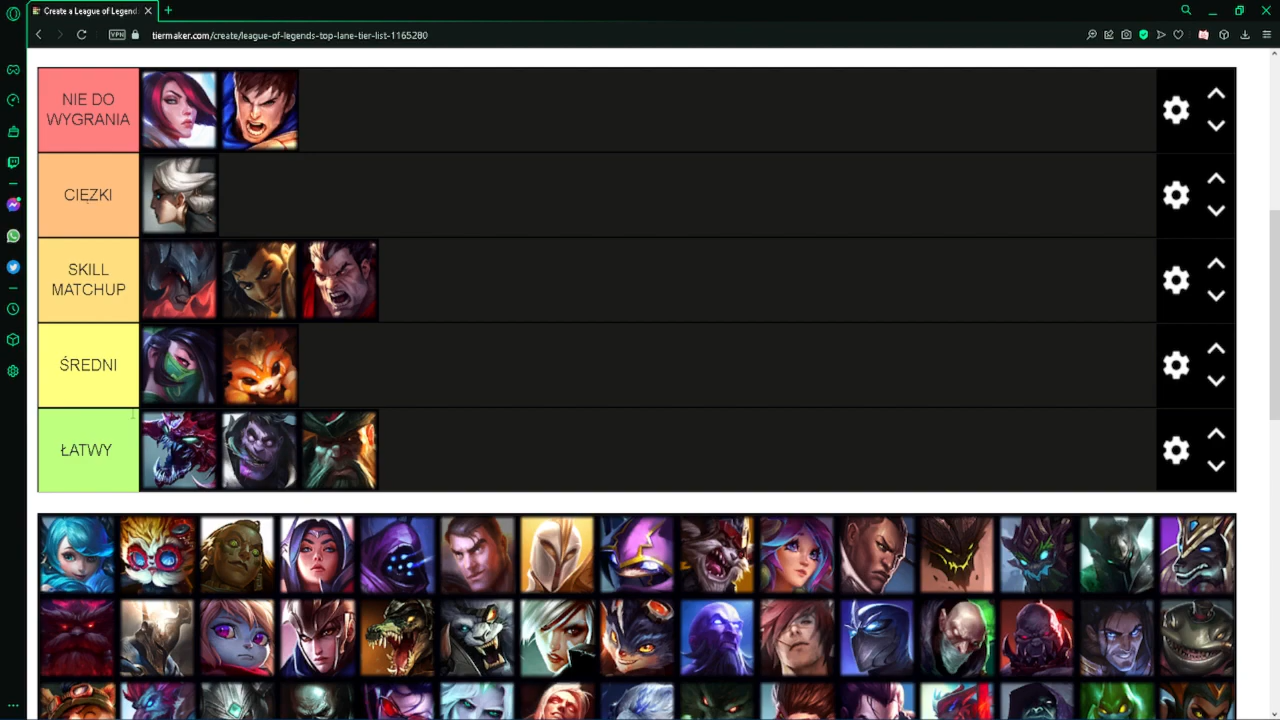 Create a League of Legend
VPN
tiermaker.com/create/league-of-legends-top-lane-tier-list-1165280
NIE DO
WYGRANIA
CIĘZKI
SKILL
MATCHUP
ŚREDNI
ŁATWY